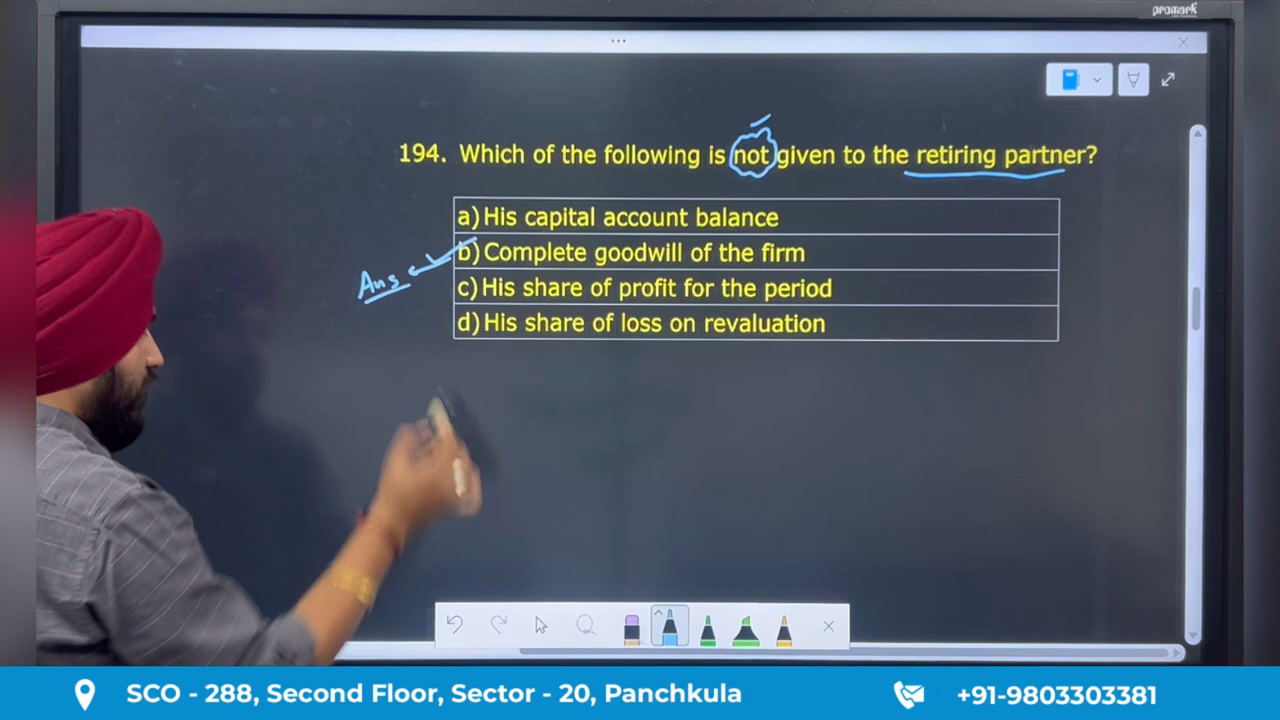 promark
194. Which of the following is not given to the retiring partner?
a) His capital account balance
Ans b) Complete goodwill of the firm
c) His share of profit for the period
d) His share of loss on revaluation
SCO - 288, Second Floor, Sector - 20, Panchkula
+91-9803303381